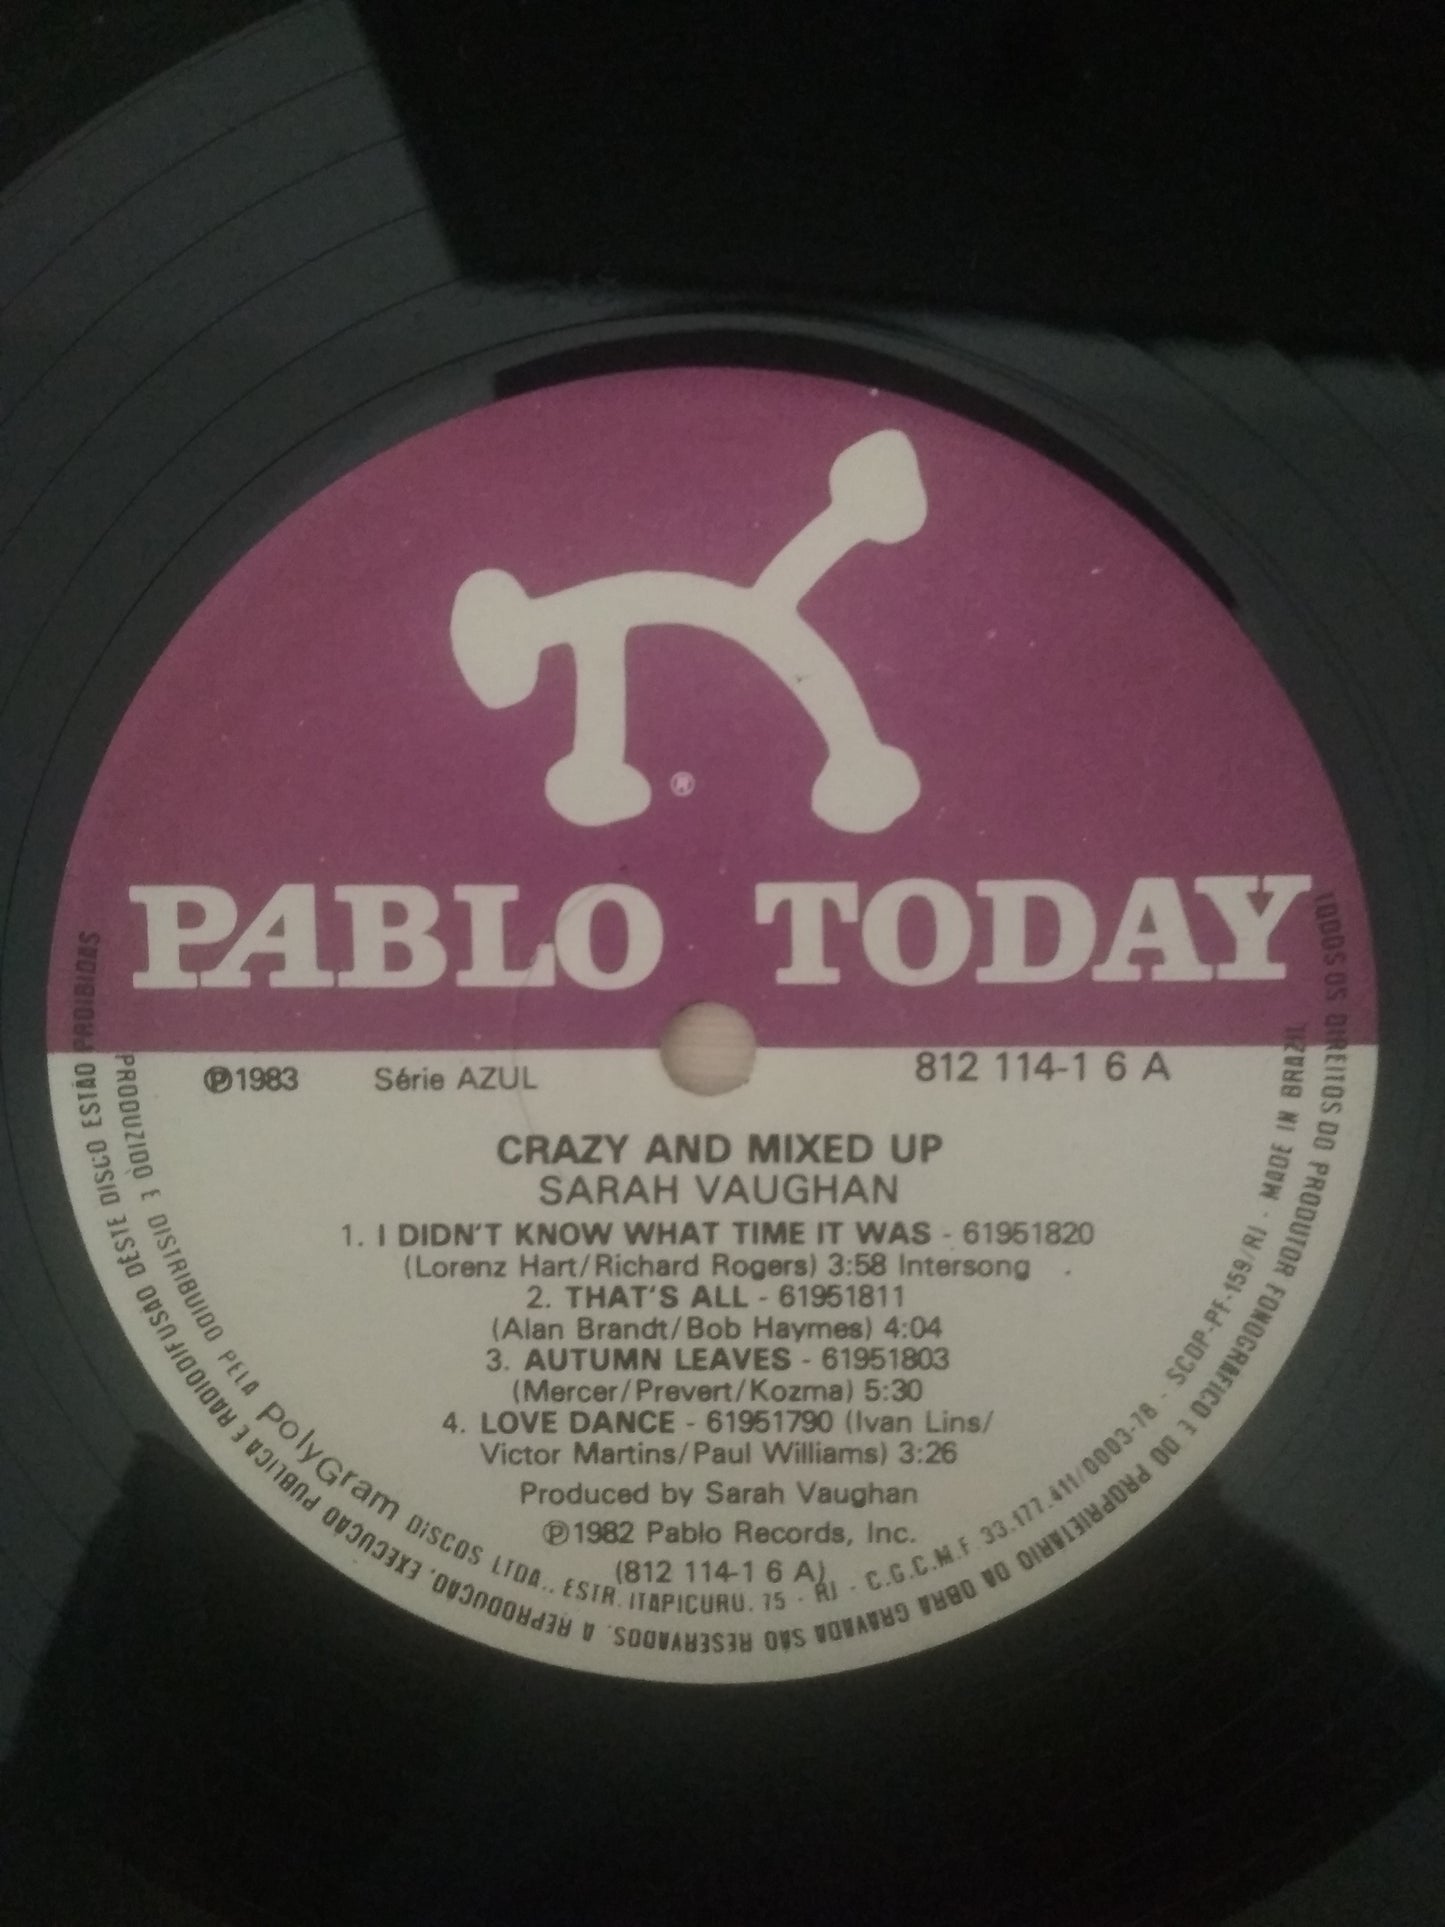 ®
PABLO TODAY
℗1983 Série AZUL 812 114-1 6 A
CRAZY AND MIXED UP
SARAH VAUGHAN
1. I DIDN'T KNOW WHAT TIME IT WAS - 61951820
(Lorenz Hart/Richard Rogers) 3:58 Intersong
2. THAT'S ALL - 61951811
(Alan Brandt/Bob Haymes) 4:04
3. AUTUMN LEAVES - 61951803
(Mercer/Prevert/Kozma) 5:30
4. LOVE DANCE - 61951790 (Ivan Lins/
Victor Martins/Paul Williams) 3:26
Produced by Sarah Vaughan
℗1982 Pablo Records, Inc.
(812 114-1 6 A)
PRODUZIDO E DISTRIBUIDO PELA PolyGram DISCOS LTDA.. ESTR. ITAPICURU. 75 - RJ - C.G.C.M.F 33.177.411/0003-78 - SCDP-PF-159/RJ - MADE IN BRAZIL
TODOS OS DIREITOS DO PRODUTOR FONOGRAFICO E DO PROPRIETARIO DA OBRA GRAVADA SÃO RESERVADOS. A REPRODUCAO, EXECUCAO PUBLICA E RADIODIFUSÃO DESTE DISCO ESTÃO PROIBIDAS